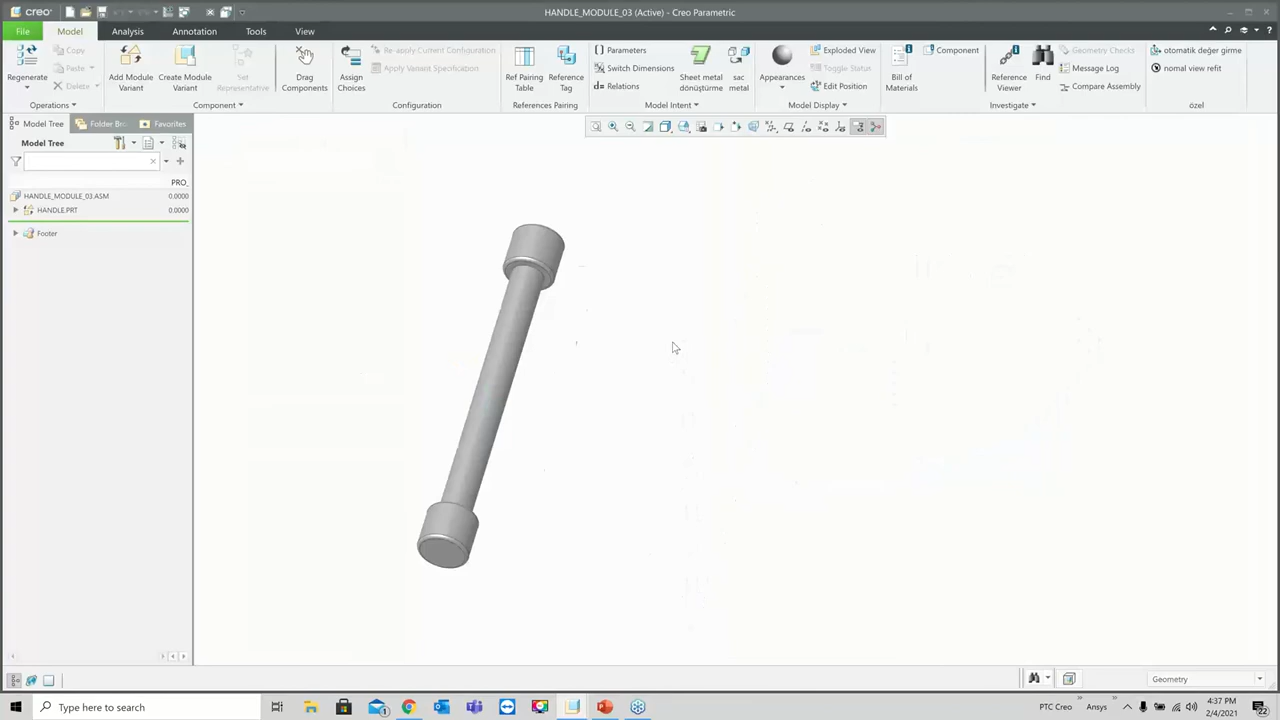 creo
HANDLE_MODULE_03 (Active) - Creo Parametric
File Model Analysis Annotation Tools View
Regenerate
Copy
Paste
Delete
Operations
Add Module Variant
Create Module Variant
Set Representative
Drag Components
Component
Assign Choices
Re-apply Current Configuration
Apply Variant Specification
Configuration
Ref Pairing Table
Reference Tag
References Pairing
Parameters
Switch Dimensions
Relations
Sheet metal dönüştürme
sac metal
Model Intent
Appearances
Exploded View
Toggle Status
Edit Position
Model Display
Bill of Materials
Component
Reference Viewer
Find
Geometry Checks
Message Log
Compare Assembly
Investigate
otomatik değer girme
nomal view refit
özel
Model Tree
Folder Bro
Favorites
Model Tree
PRO_
HANDLE_MODULE_03.ASM 0.0000
HANDLE.PRT 0.0000
Footer
Geometry
Type here to search
PTC Creo
Ansys
4:37 PM
2/4/2021
22